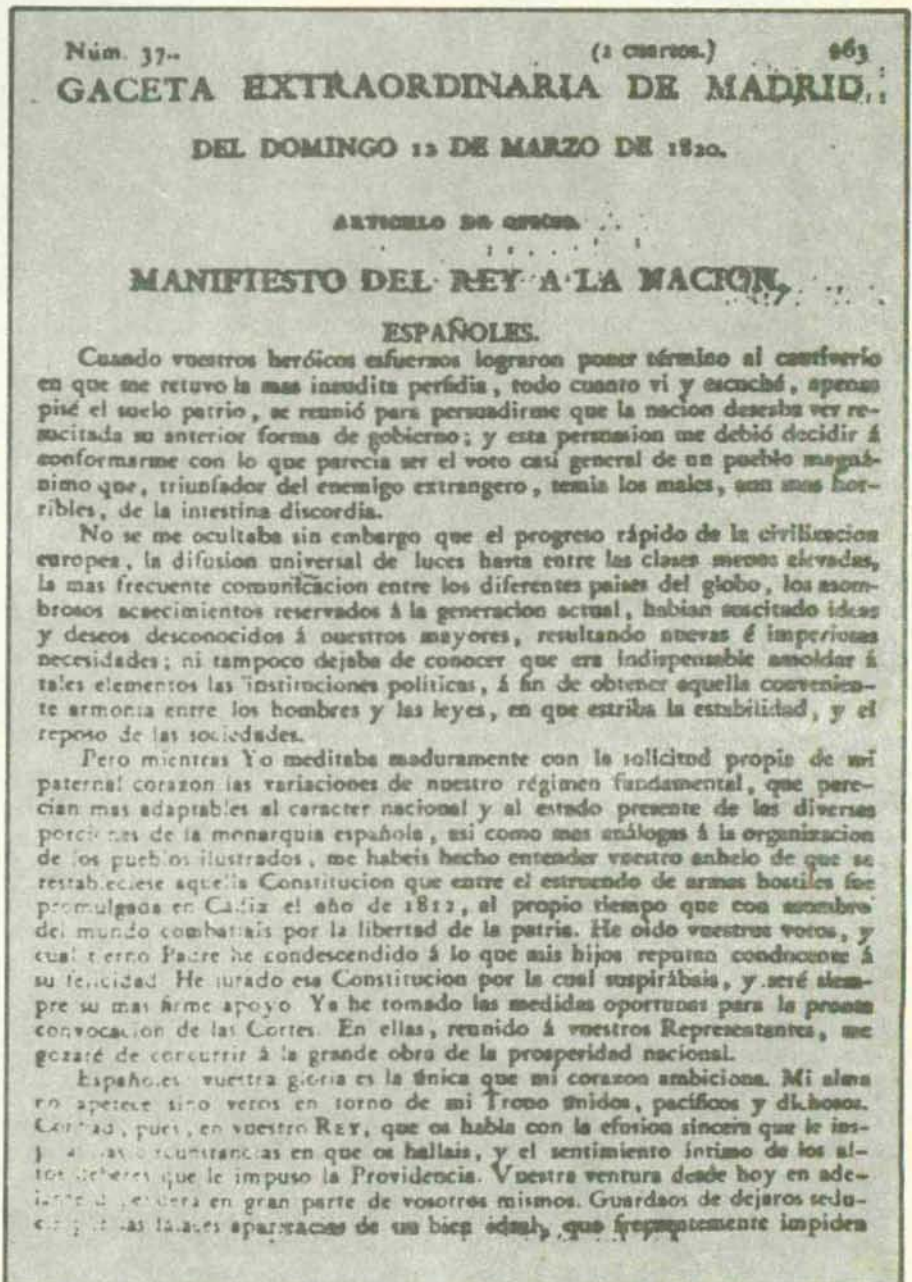 Núm. 37.. (2 cuartos.) 263
GACETA EXTRAORDINARIA DE MADRID
DEL DOMINGO 12 DE MARZO DE 1820.
ARTICULO DE OFICIO
MANIFIESTO DEL REY A LA NACION,
ESPAÑOLES.
Cuando vuestros heróicos esfuerzos lograron poner término al cautiverio
en que me retuvo la mas inaudita perfidia, todo cuanto ví y escuché, apenas
pisé el suelo patrio, se reunió para persuadirme que la nacion deseaba ver re-
sucitada su anterior forma de gobierno; y esta persuasion me debió decidir á
conformarme con lo que parecia ser el voto casi general de un pueblo magná-
nimo que, triunfador del enemigo extrangero, temia los males, aun mas hor-
ribles, de la intestina discordia.
No se me ocultaba sin embargo que el progreso rápido de la civilizacion
europea, la difusion universal de luces hasta entre las clases menos elevadas,
la mas frecuente comunicacion entre los diferentes paises del globo, los asom-
brosos acaecimientos reservados á la generacion actual, habian suscitado ideas
y deseos desconocidos á nuestros mayores, resultando nuevas é imperiosas
necesidades; ni tampoco dejaba de conocer que era indispensable amoldar á
tales elementos las instituciones políticas, á fin de obtener aquella convenien-
te armonía entre los hombres y las leyes, en que estriba la estabilidad, y el
reposo de las sociedades.
Pero mientras Yo meditaba maduramente con la solicitud propia de mi
paternal corazon las variaciones de nuestro régimen fundamental, que pare-
cian mas adaptables al caracter nacional y al estado presente de las diversas
porciones de la monarquía española, asi como mas análogas á la organizacion
de los pueblos ilustrados, me habeis hecho entender vuestro anhelo de que se
restableciese aquella Constitucion que entre el estruendo de armas hostiles fue
promulgada en Cádiz el año de 1812, al propio tiempo que con asombro
del mundo combatiais por la libertad de la patria. He oido vuestros votos, y
cual tierno Padre he condescendido á lo que mis hijos reputan conducente á
su felicidad. He jurado esa Constitucion por la cual suspirábais, y seré siem-
pre su mas firme apoyo. Ya he tomado las medidas oportunas para la pronta
convocacion de las Cortes. En ellas, reunido á vuestros Representantes, me
gozaré de concurrir á la grande obra de la prosperidad nacional.
Españoles: vuestra gloria es la única que mi corazon ambiciona. Mi alma
no apetece sino veros en torno de mi Trono unidos, pacíficos y dichosos.
Confiad, pues, en vuestro REY, que os habla con la efusion sincera que le ins-
piran las circunstancias en que os hallais, y el sentimiento íntimo de los al-
tos deberes que le impuso la Providencia. Vuestra ventura desde hoy en ade-
lante dependerá en gran parte de vosotros mismos. Guardaos de dejaros sedu-
cir por las falaces apariencias de un bien ideal, que frecuentemente impiden